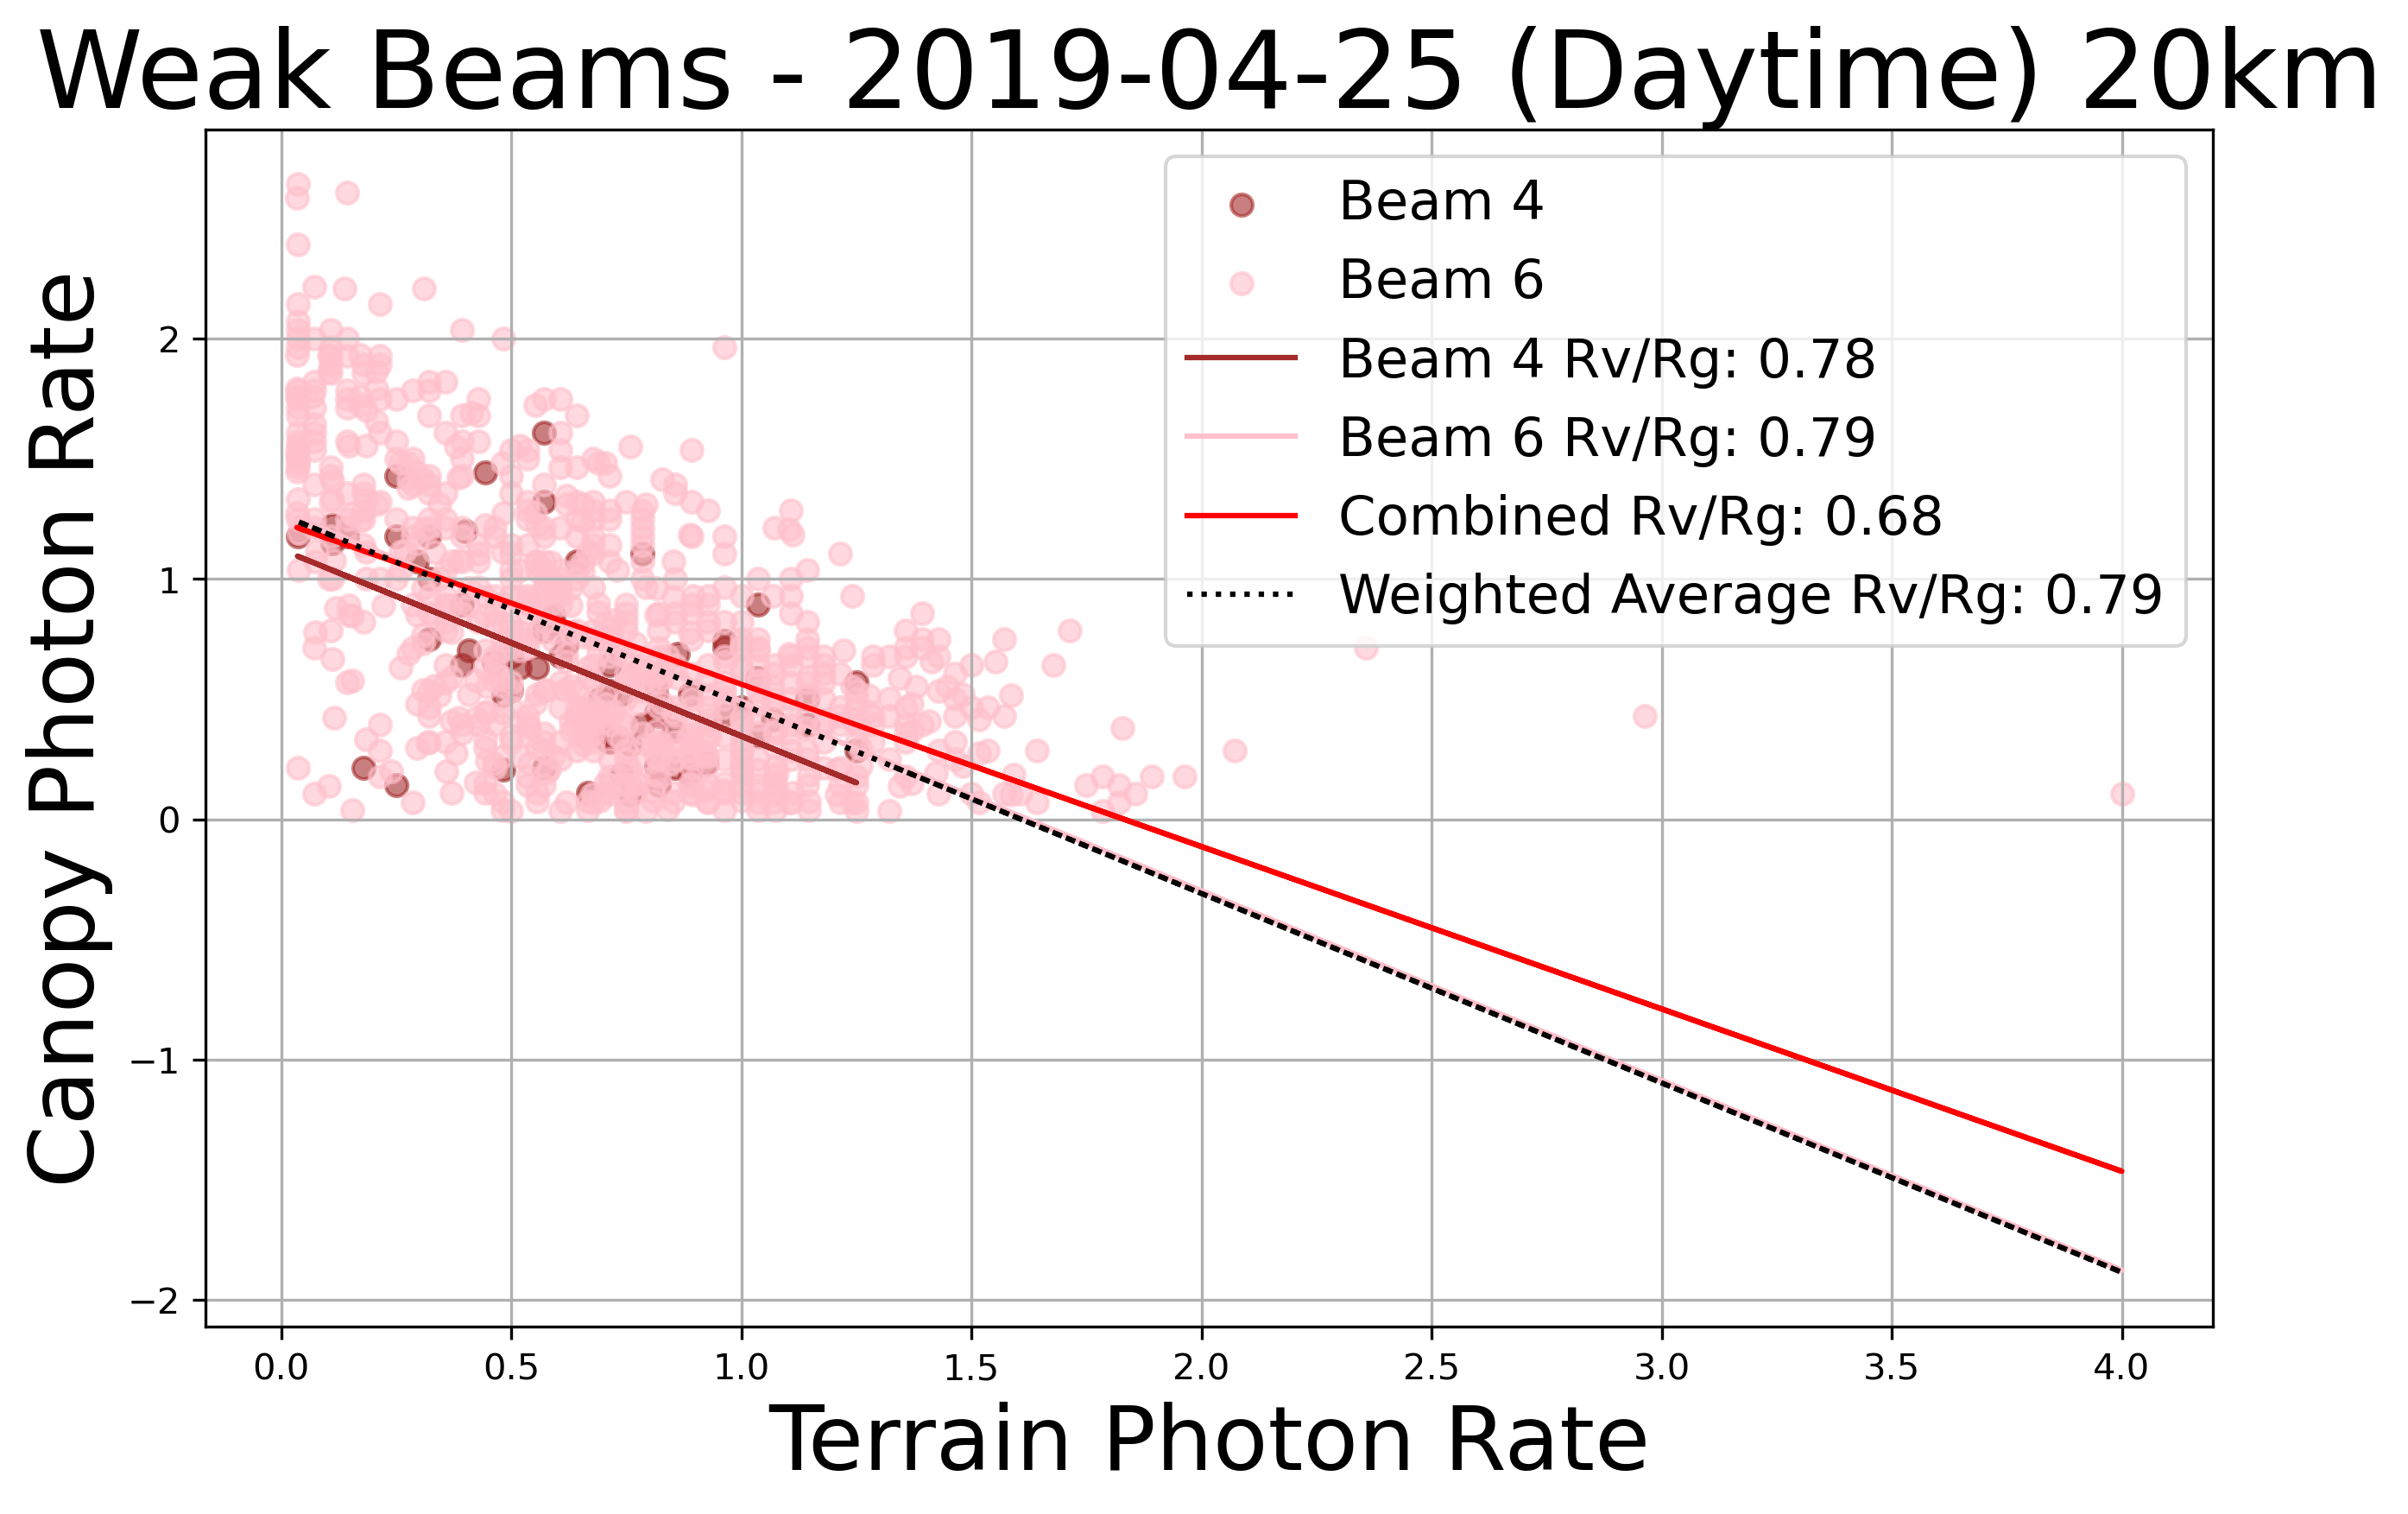 Weak Beams - 2019-04-25 (Daytime) 20km
Beam 4
Beam 6
Beam 4 Rv/Rg: 0.78
Beam 6 Rv/Rg: 0.79
Combined Rv/Rg: 0.68
Weighted Average Rv/Rg: 0.79
Canopy Photon Rate
2
1
0
−1
−2
0.0 0.5 1.0 1.5 2.0 2.5 3.0 3.5 4.0
Terrain Photon Rate